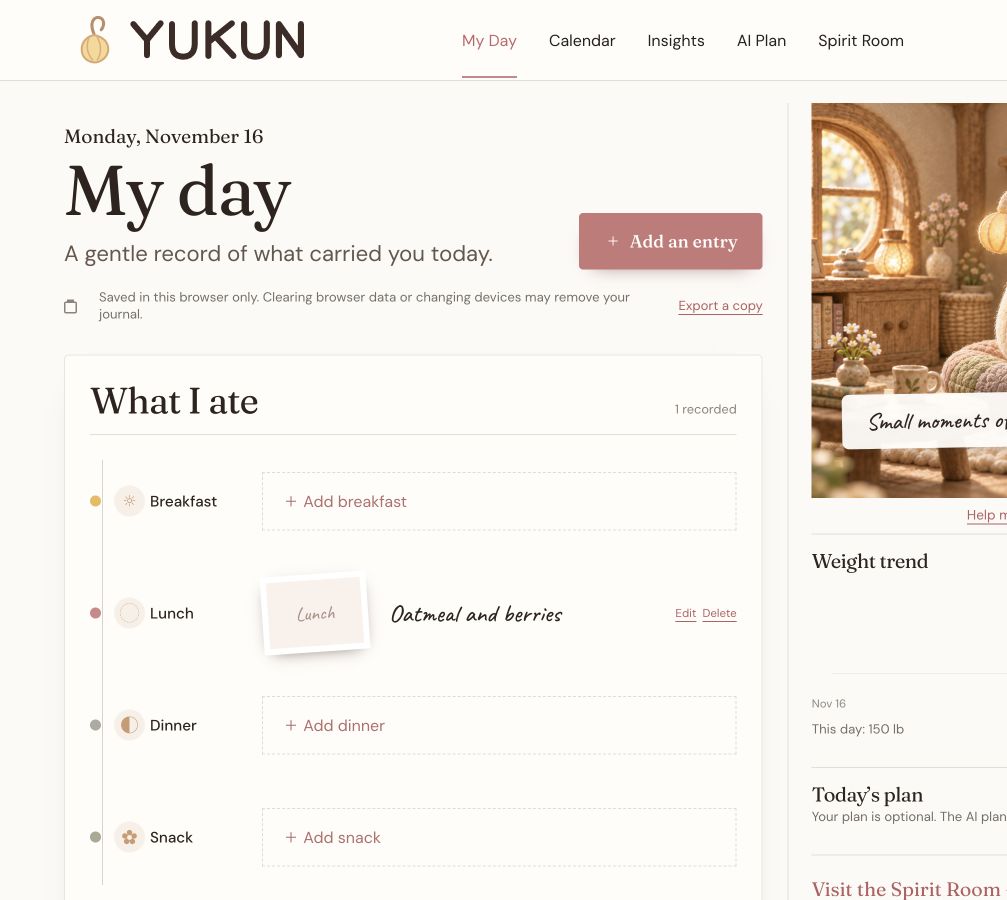 YUKUN
My Day
Calendar
Insights
AI Plan
Spirit Room
Monday, November 16
My day
A gentle record of what carried you today.
+ Add an entry
Saved in this browser only. Clearing browser data or changing devices may remove your
journal.
Export a copy
What I ate
1 recorded
Breakfast
+ Add breakfast
Lunch
Lunch
Oatmeal and berries
Edit Delete
Dinner
+ Add dinner
Snack
+ Add snack
Small moments
Help
Weight trend
Nov 16
This day: 150 lb
Today’s plan
Your plan is optional. The AI plan
Visit the Spirit Room